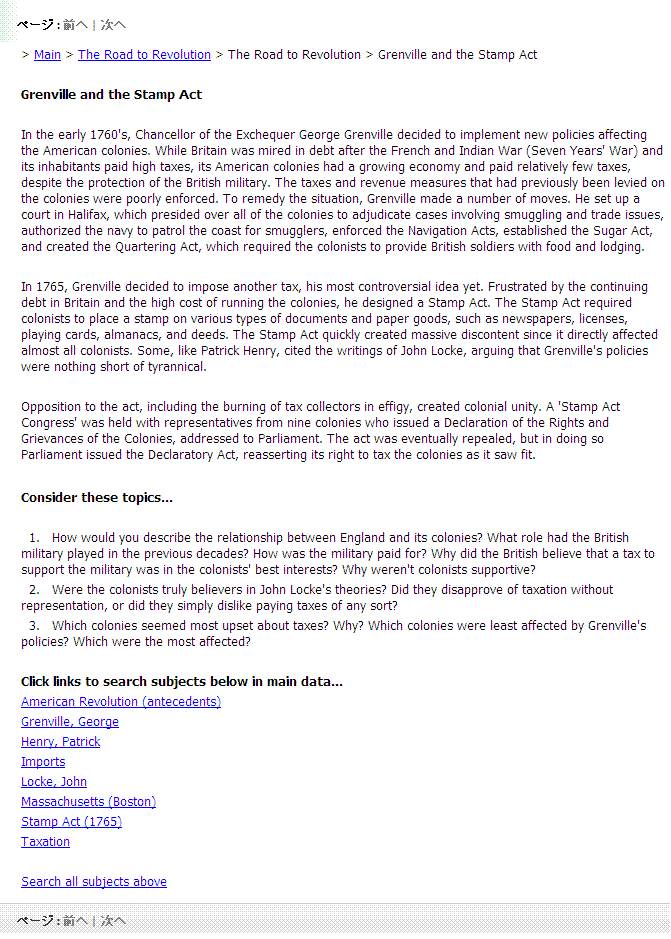 ページ : 前へ | 次へ
> Main > The Road to Revolution > The Road to Revolution > Grenville and the Stamp Act
Grenville and the Stamp Act
In the early 1760's, Chancellor of the Exchequer George Grenville decided to implement new policies affecting
the American colonies. While Britain was mired in debt after the French and Indian War (Seven Years' War) and
its inhabitants paid high taxes, its American colonies had a growing economy and paid relatively few taxes,
despite the protection of the British military. The taxes and revenue measures that had previously been levied on
the colonies were poorly enforced. To remedy the situation, Grenville made a number of moves. He set up a
court in Halifax, which presided over all of the colonies to adjudicate cases involving smuggling and trade issues,
authorized the navy to patrol the coast for smugglers, enforced the Navigation Acts, established the Sugar Act,
and created the Quartering Act, which required the colonists to provide British soldiers with food and lodging.
In 1765, Grenville decided to impose another tax, his most controversial idea yet. Frustrated by the continuing
debt in Britain and the high cost of running the colonies, he designed a Stamp Act. The Stamp Act required
colonists to place a stamp on various types of documents and paper goods, such as newspapers, licenses,
playing cards, almanacs, and deeds. The Stamp Act quickly created massive discontent since it directly affected
almost all colonists. Some, like Patrick Henry, cited the writings of John Locke, arguing that Grenville's policies
were nothing short of tyrannical.
Opposition to the act, including the burning of tax collectors in effigy, created colonial unity. A 'Stamp Act
Congress' was held with representatives from nine colonies who issued a Declaration of the Rights and
Grievances of the Colonies, addressed to Parliament. The act was eventually repealed, but in doing so
Parliament issued the Declaratory Act, reasserting its right to tax the colonies as it saw fit.
Consider these topics...
1. How would you describe the relationship between England and its colonies? What role had the British
military played in the previous decades? How was the military paid for? Why did the British believe that a tax to
support the military was in the colonists' best interests? Why weren't colonists supportive?
2. Were the colonists truly believers in John Locke's theories? Did they disapprove of taxation without
representation, or did they simply dislike paying taxes of any sort?
3. Which colonies seemed most upset about taxes? Why? Which colonies were least affected by Grenville's
policies? Which were the most affected?
Click links to search subjects below in main data...
American Revolution (antecedents)
Grenville, George
Henry, Patrick
Imports
Locke, John
Massachusetts (Boston)
Stamp Act (1765)
Taxation
Search all subjects above
ページ : 前へ | 次へ